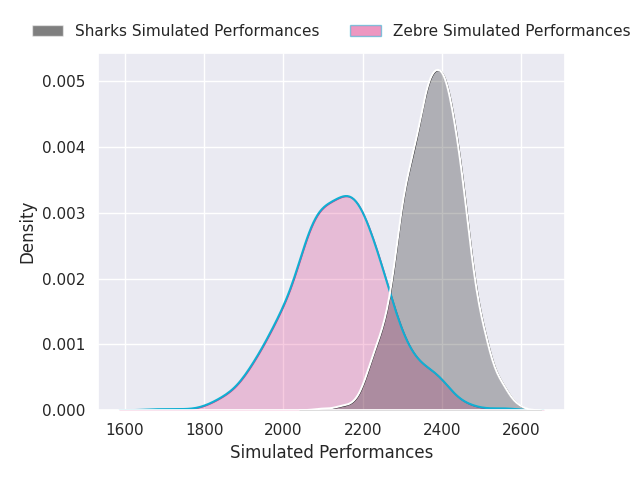 Sharks Simulated Performances Zebre Simulated Performances
0.005
0.004
0.003
0.002
0.001
0.000
Density
1600 1800 2000 2200 2400 2600
Simulated Performances